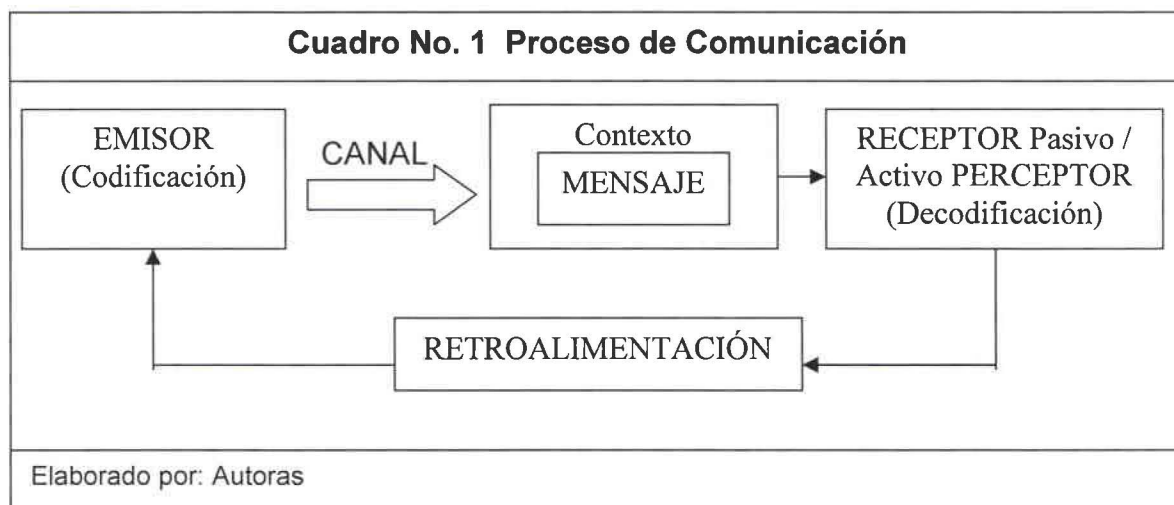 Cuadro No. 1 Proceso de Comunicación
EMISOR
(Codificación)
CANAL
Contexto
MENSAJE
RECEPTOR Pasivo /
Activo PERCEPTOR
(Decodificación)
RETROALIMENTACIÓN
Elaborado por: Autoras